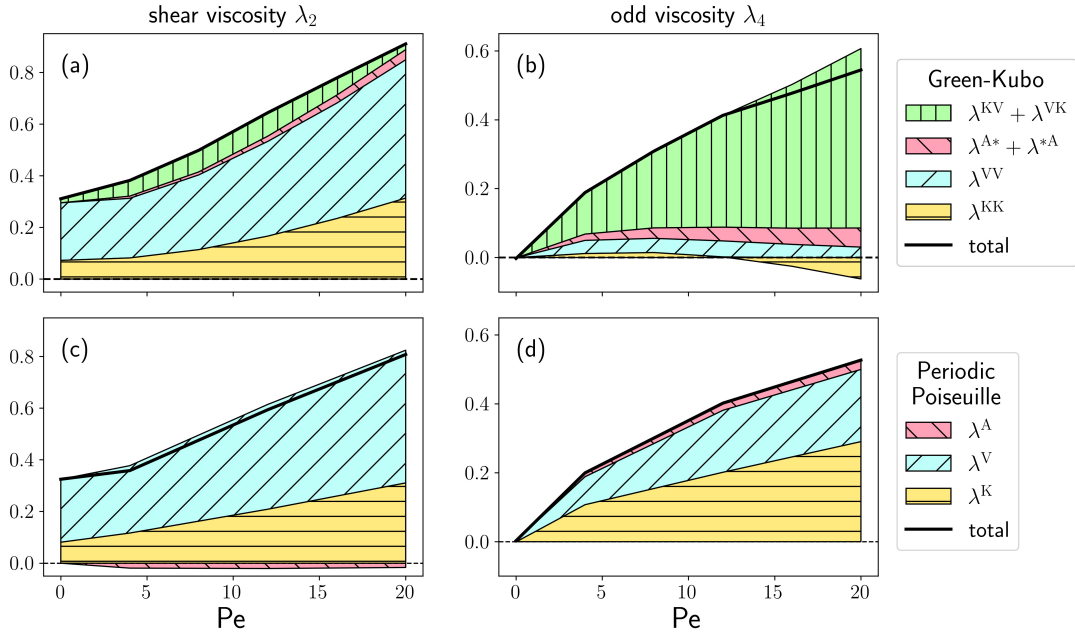 shear viscosity λ₂
odd viscosity λ₄
(a)
0.8
0.6
0.4
0.2
0.0
(b)
0.6
0.4
0.2
0.0
Green-Kubo
λᴷⱽ + λⱽᴷ
λᴬ* + λ*ᴬ
λⱽⱽ
λᴷᴷ
total
(c)
0.8
0.6
0.4
0.2
0.0
0
5
10
15
20
Pe
(d)
0.6
0.4
0.2
0.0
0
5
10
15
20
Pe
Periodic
Poiseuille
λᴬ
λⱽ
λᴷ
total